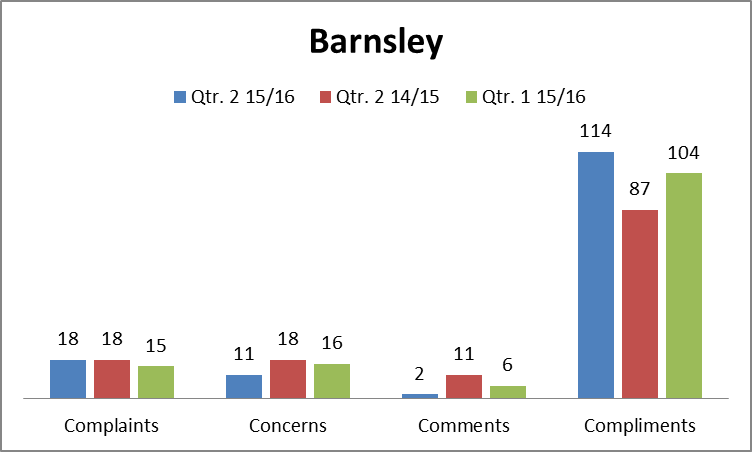 Barnsley
Qtr. 2 15/16 Qtr. 2 14/15 Qtr. 1 15/16
18 18 15 11 18 16 2 11 6 114 87 104
Complaints Concerns Comments Compliments